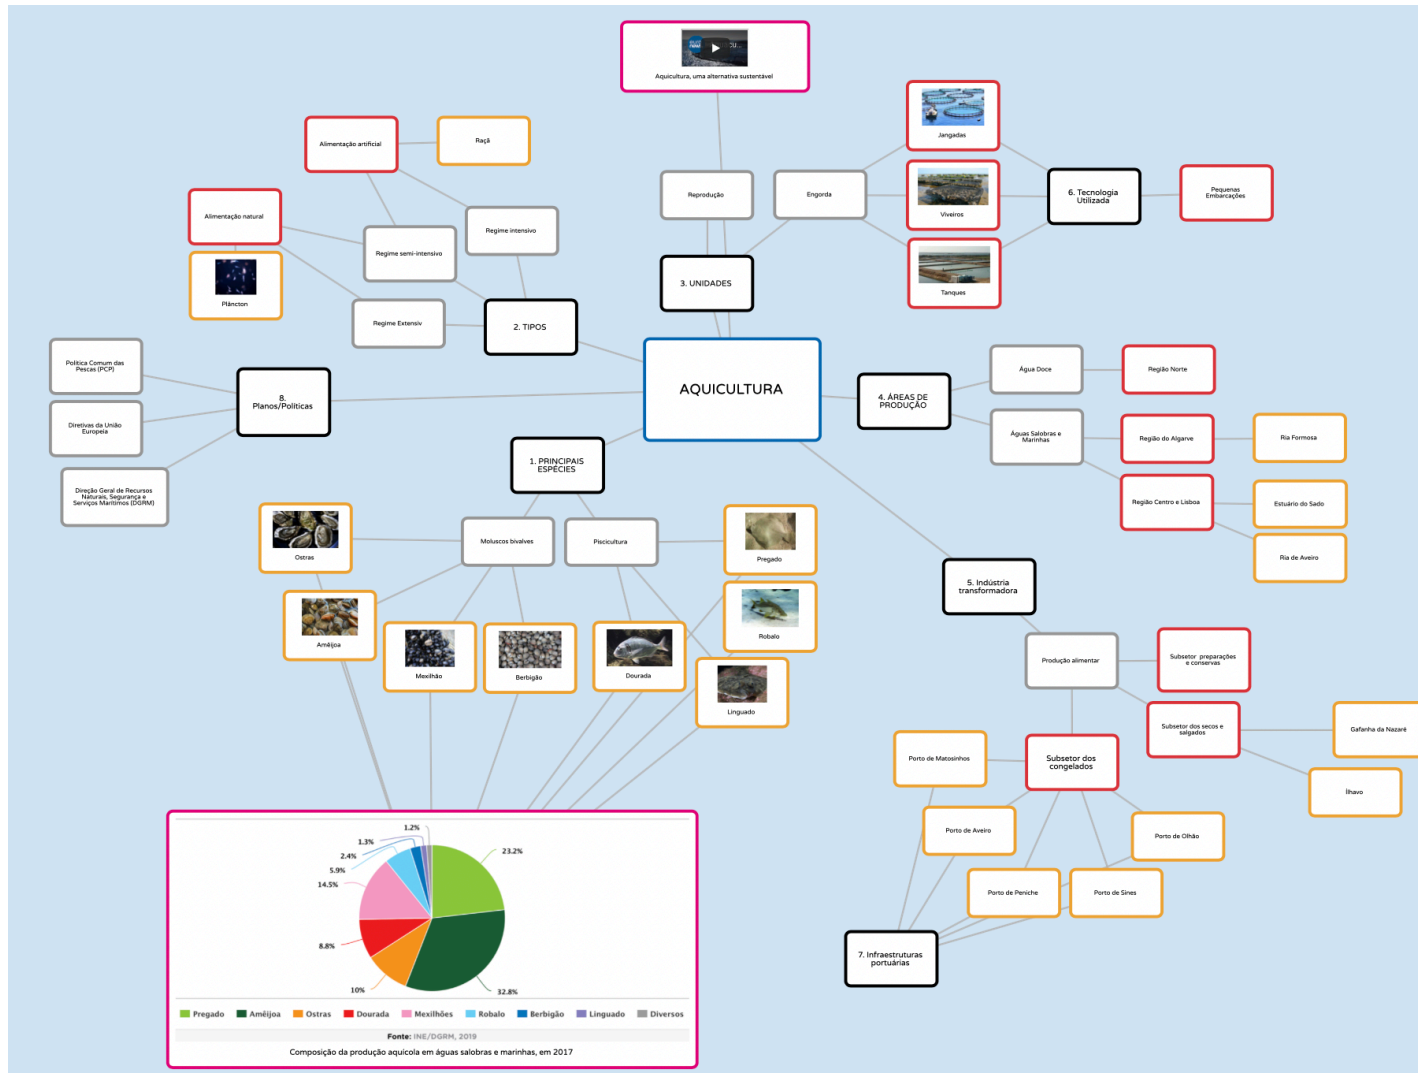 Aquicultura, uma alternativa sustentável
Jangadas
Alimentação artificial
Raçã
6. Tecnologia
Utilizada
Pequenas
Embarcações
Reprodução
Engorda
Viveiros
Alimentação natural
Regime intensivo
Regime semi-intensivo
Plâncton
3. UNIDADES
Tanques
Regime Extensiv
2. TIPOS
Política Comum das
Pescas (PCP)
8.
Planos/Políticas
Diretivas da União
Europeia
Direção Geral de Recursos
Naturais, Segurança e
Serviços Marítimos (DGRM)
AQUICULTURA
4. ÁREAS DE
PRODUÇÃO
Água Doce
Região Norte
Águas Salobras e
Marinhas
Região do Algarve
Ria Formosa
Região Centro e Lisboa
Estuário do Sado
Ria de Aveiro
1. PRINCIPAIS
ESPÉCIES
Moluscos bivalves
Piscicultura
Ostras
Amêijoa
Mexilhão
Berbigão
Dourada
Pregado
Robalo
Linguado
5. Indústria
transformadora
Produção alimentar
Subsetor  preparações
e conservas
Subsetor dos secos e
salgados
Gafanha da Nazaré
Ílhavo
Subsetor dos
congelados
Porto de Matosinhos
Porto de Aveiro
Porto de Olhão
Porto de Peniche
Porto de Sines
7. Infraestruturas
portuárias
1.2%
1.3%
2.4%
5.9%
14.5%
8.8%
10%
23.2%
32.8%
Pregado Amêijoa Ostras Dourada Mexilhões Robalo Berbigão Linguado Diversos
Fonte: INE/DGRM, 2019
Composição da produção aquícola em águas salobras e marinhas, em 2017